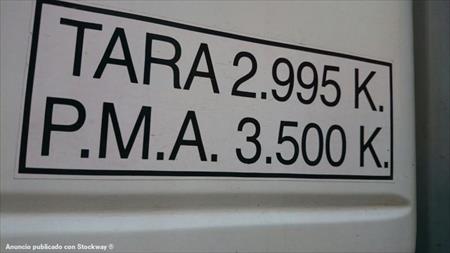 TARA 2.995 K.
P.M.A. 3.500 K.
Anuncio publicado con Stockway ®